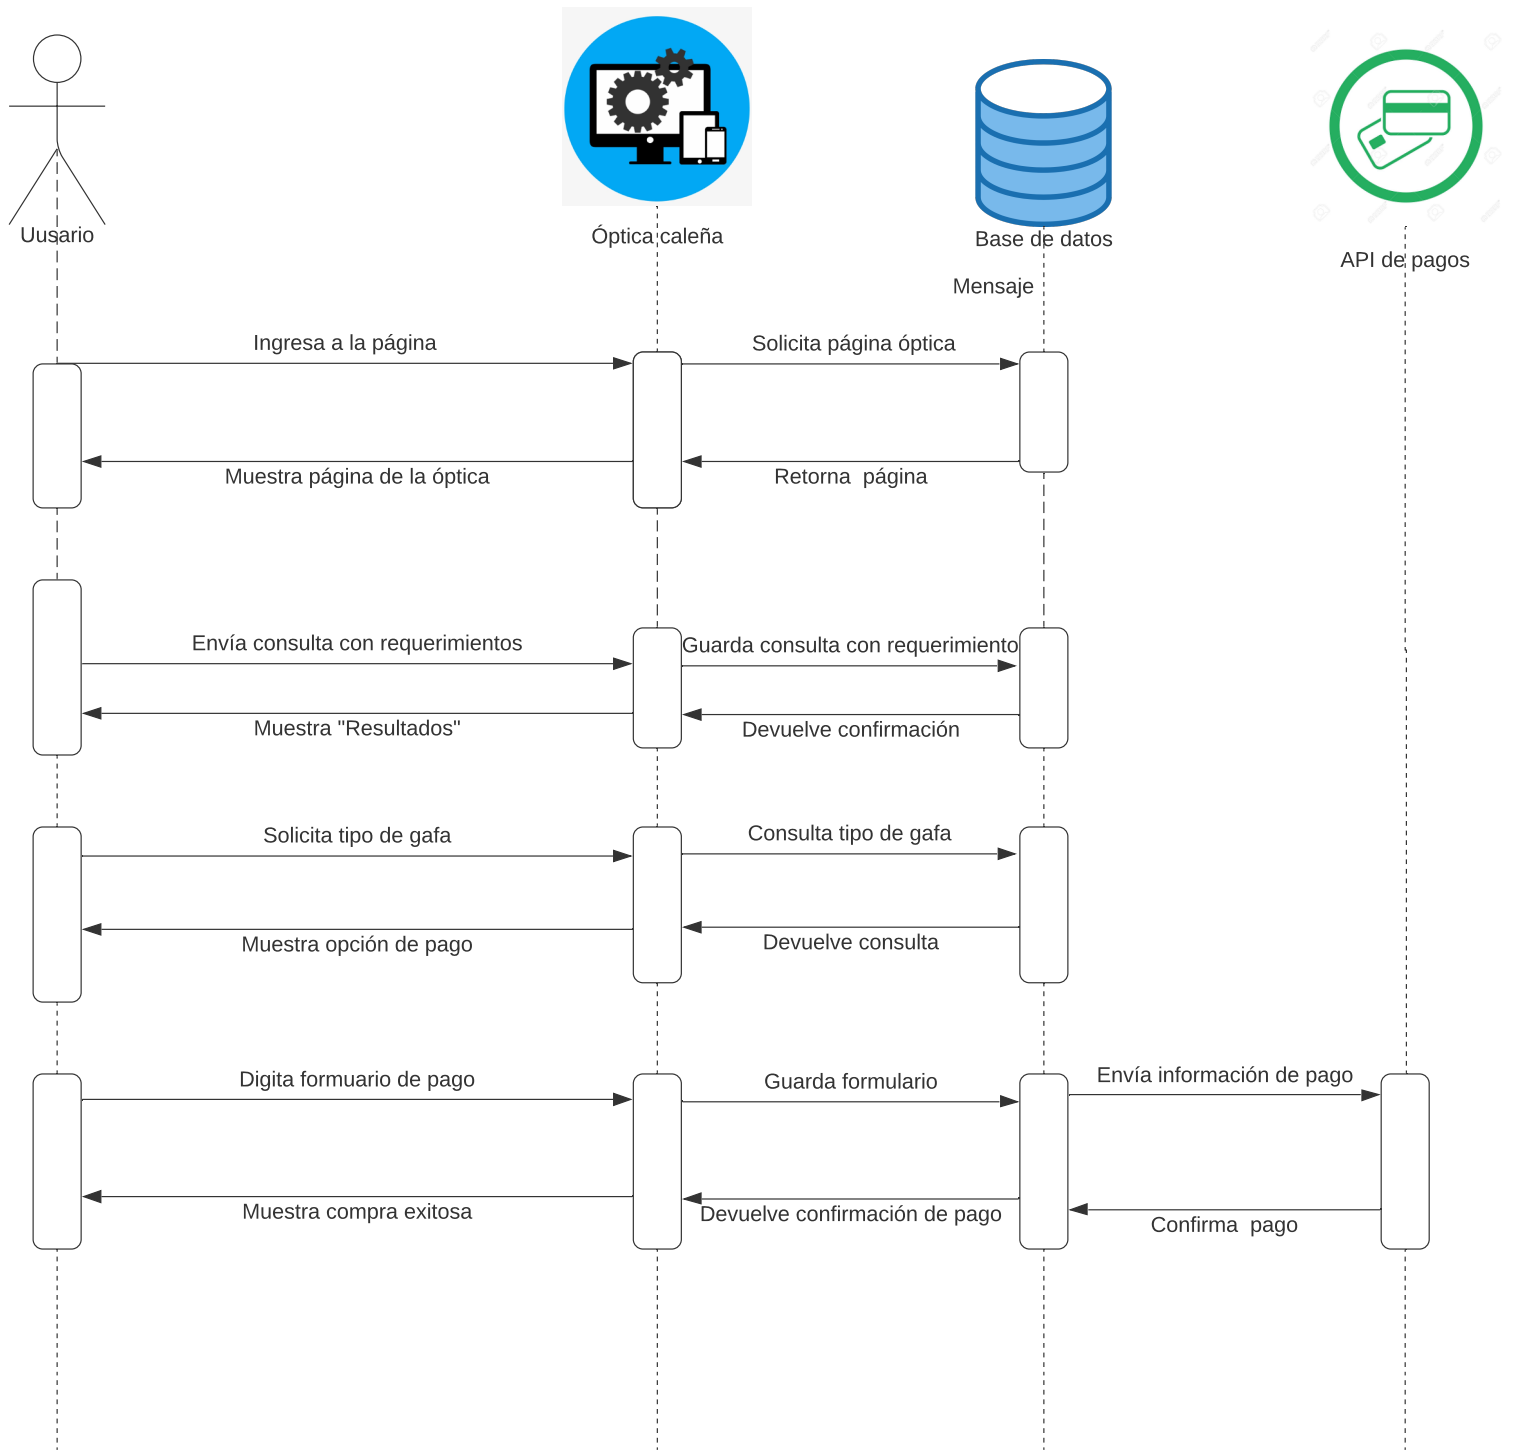 Uusario
Óptica caleña
Base de datos
API de pagos
Mensaje
Ingresa a la página
Solicita página óptica
Muestra página de la óptica
Retorna  página
Envía consulta con requerimientos
Guarda consulta con requerimiento
Muestra "Resultados"
Devuelve confirmación
Solicita tipo de gafa
Consulta tipo de gafa
Muestra opción de pago
Devuelve consulta
Digita formuario de pago
Guarda formulario
Envía información de pago
Muestra compra exitosa
Devuelve confirmación de pago
Confirma  pago